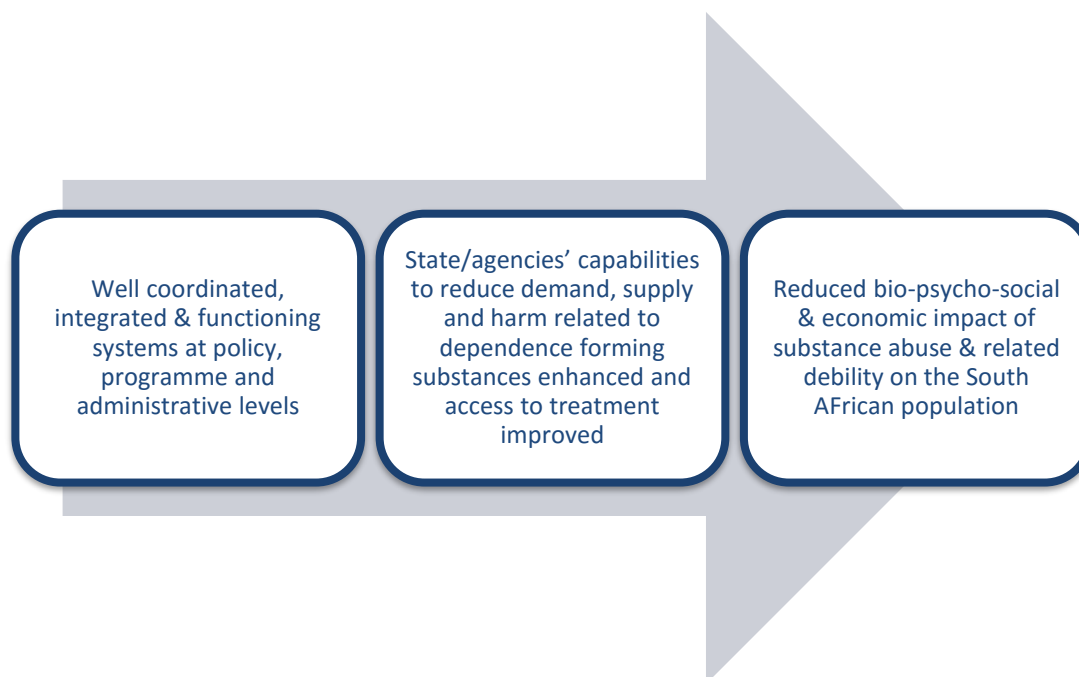 Well coordinated,
integrated & functioning
systems at policy,
programme and
administrative levels
State/agencies’ capabilities
to reduce demand, supply
and harm related to
dependence forming
substances enhanced and
access to treatment
improved
Reduced bio-psycho-social
& economic impact of
substance abuse & related
debility on the South
AFrican population